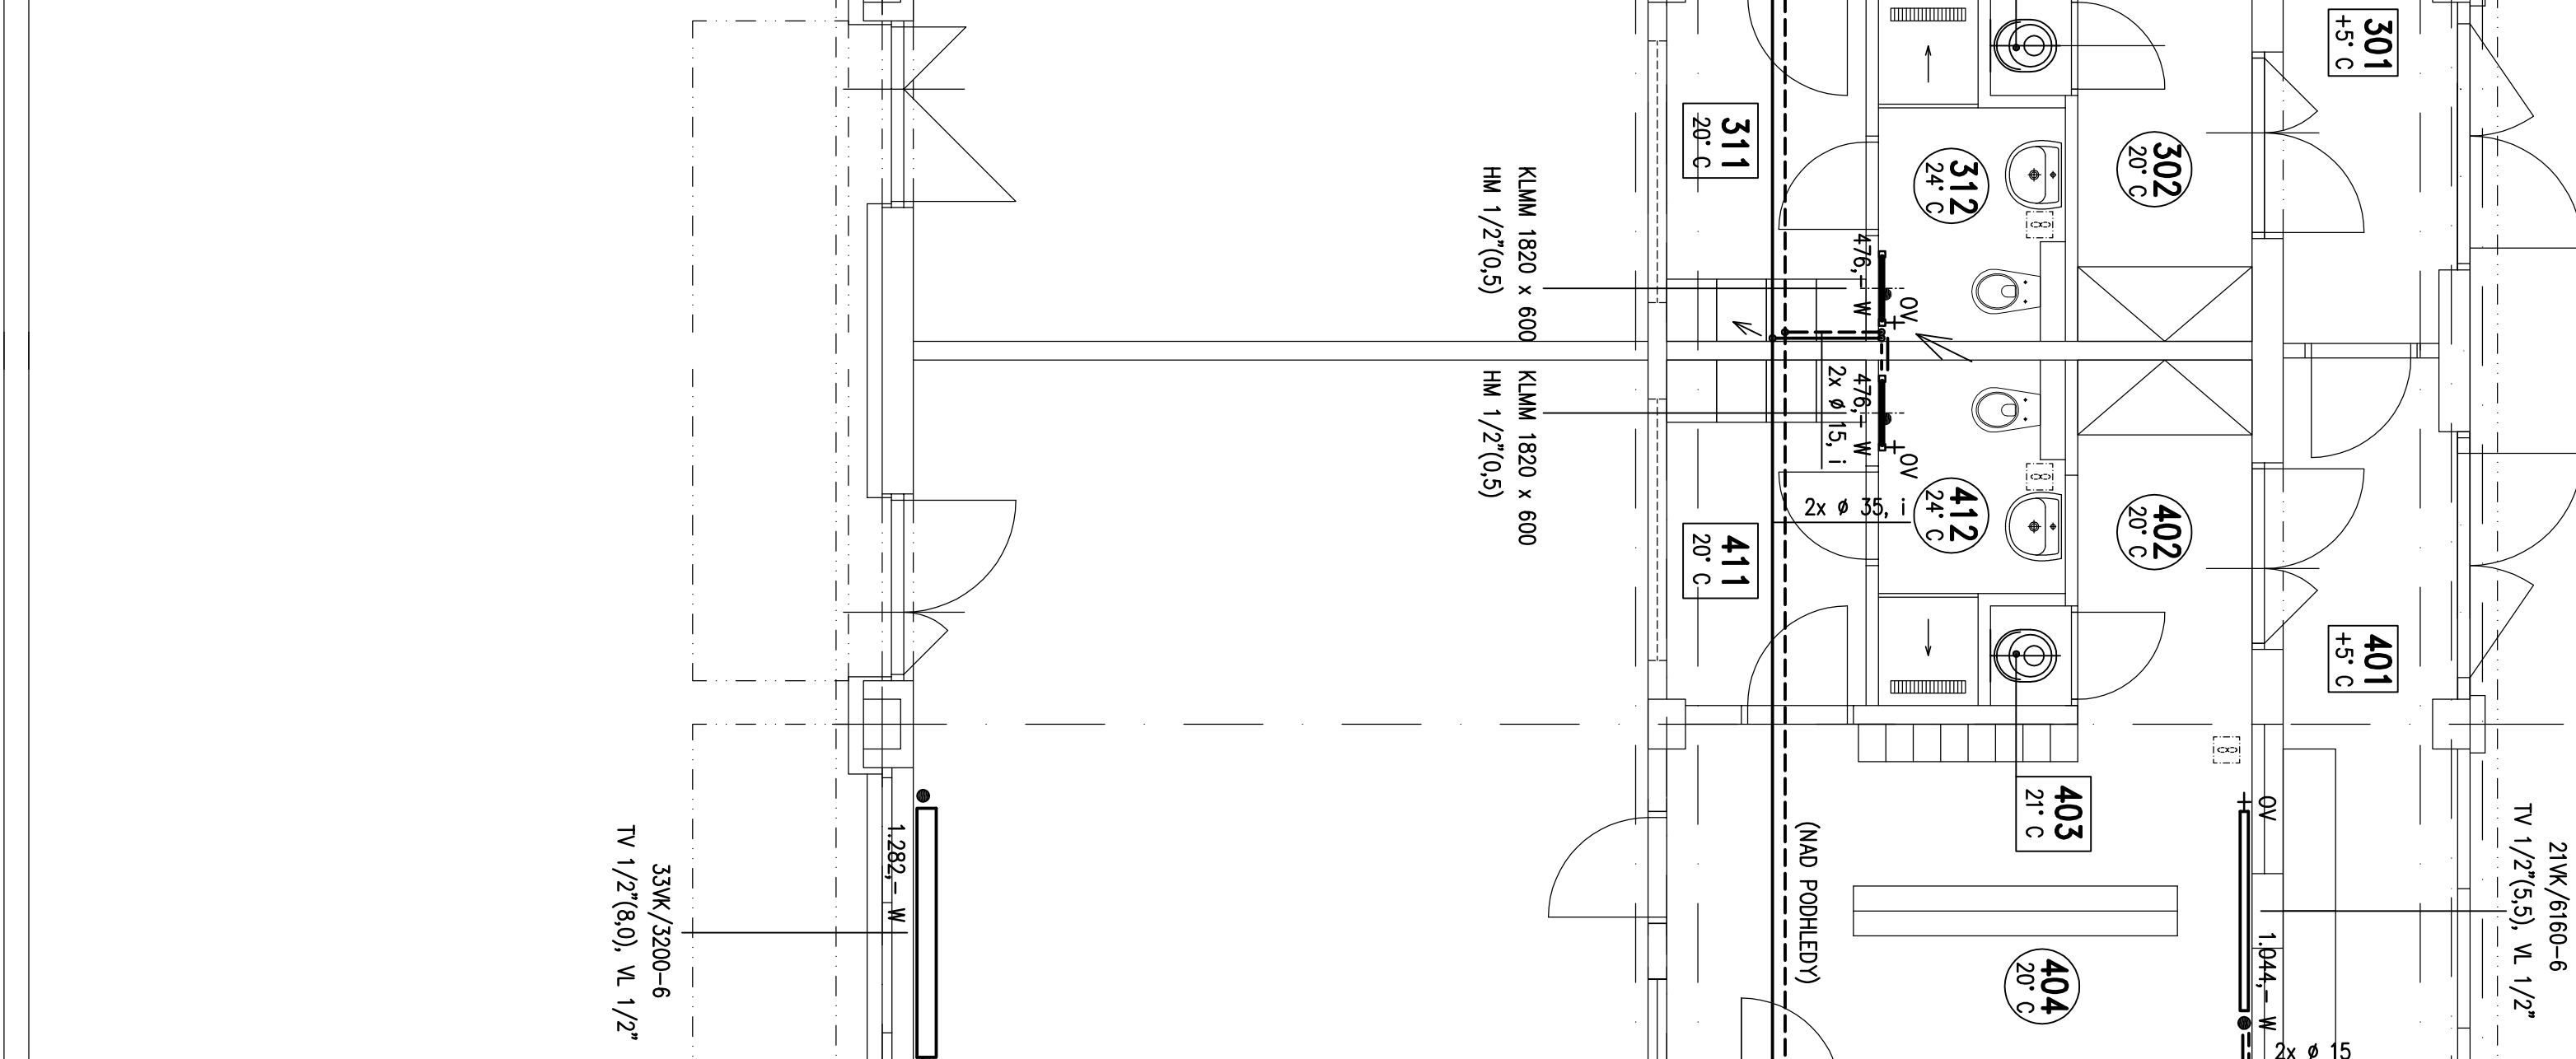 301
+5° C
302
20° C
311
20° C
312
24° C
KLMM 1820 x 600
HM 1/2"(0,5)
476,- W
OV
KLMM 1820 x 600
HM 1/2"(0,5)
476,- W
OV
2x ø 15, i
2x ø 35, i
402
20° C
412
24° C
411
20° C
401
+5° C
403
21° C
(NAD PODHLEDY)
404
20° C
OV
21VK/6160-6
TV 1/2"(5,5), VL 1/2"
1.044,- W
2x ø 15
1.282,- W
33VK/3200-6
TV 1/2"(8,0), VL 1/2"